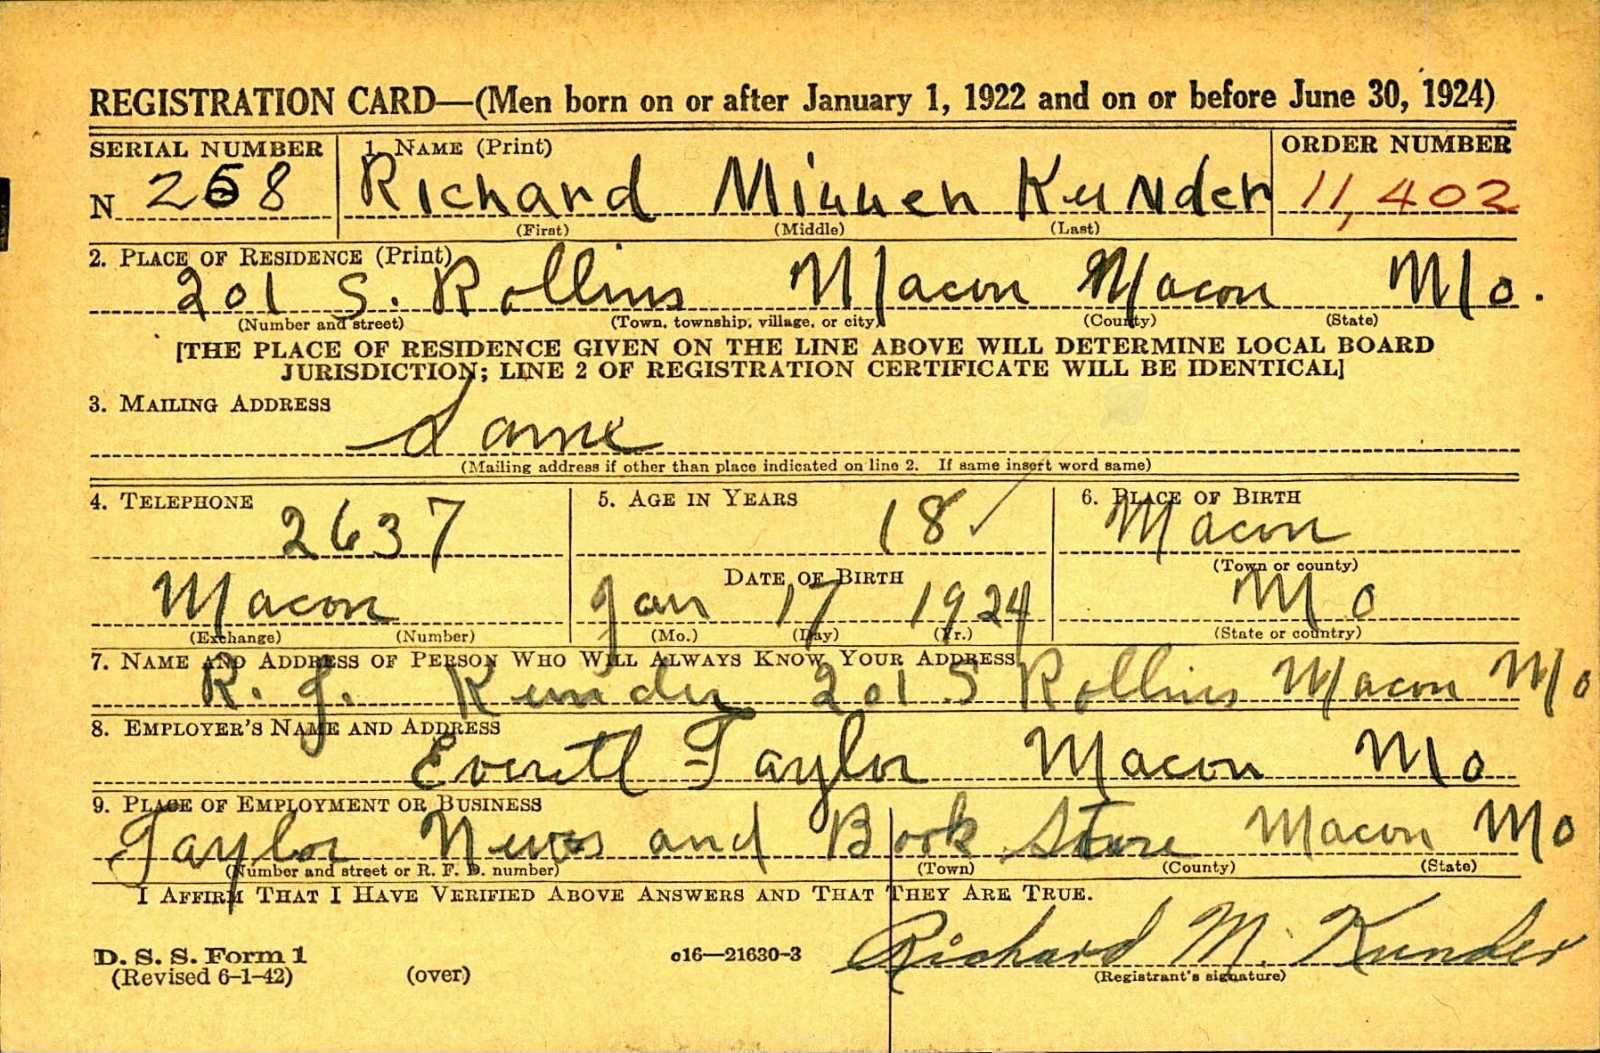 REGISTRATION CARD—(Men born on or after January 1, 1922 and on or before June 30, 1924)
SERIAL NUMBER 1. NAME (Print) ORDER NUMBER
N 268 Richard Minner Kunder 11,402
(First) (Middle) (Last)
2. PLACE OF RESIDENCE (Print)
201 S. Rollins Macon Macon Mo.
(Number and street) (Town, township, village, or city) (County) (State)
[THE PLACE OF RESIDENCE GIVEN ON THE LINE ABOVE WILL DETERMINE LOCAL BOARD
JURISDICTION; LINE 2 OF REGISTRATION CERTIFICATE WILL BE IDENTICAL]
3. MAILING ADDRESS
Same
(Mailing address if other than place indicated on line 2. If same insert word same)
4. TELEPHONE 5. AGE IN YEARS 6. PLACE OF BIRTH
2637 18 ✓ Macon
DATE OF BIRTH (Town or county)
Macon Jan 17 1924 Mo
(Exchange) (Number) (Mo.) (Day) (Yr.) (State or country)
7. NAME AND ADDRESS OF PERSON WHO WILL ALWAYS KNOW YOUR ADDRESS
R. J. Kunder 201 S Rollins Macon Mo
8. EMPLOYER'S NAME AND ADDRESS
Everett Taylor Macon Mo
9. PLACE OF EMPLOYMENT OR BUSINESS
Taylor News and Book Store Macon Mo
(Number and street or R. F. D. number) (Town) (County) (State)
I AFFIRM THAT I HAVE VERIFIED ABOVE ANSWERS AND THAT THEY ARE TRUE.
D. S. S. Form 1
(Revised 6-1-42) (over) c16—21630-3 Richard M. Kunder
(Registrant's signature)